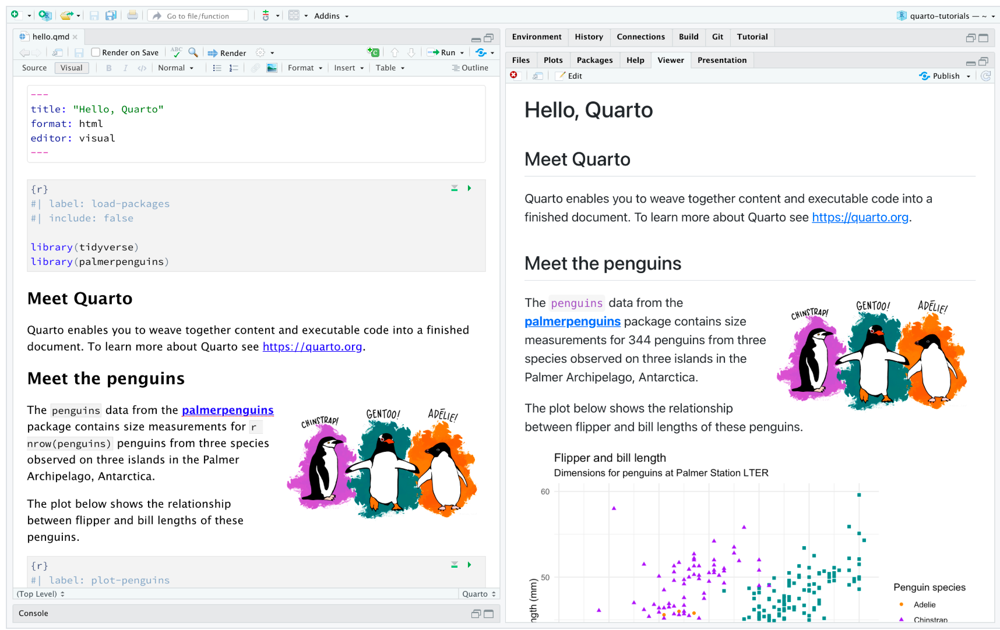 Go to file/function
Addins
quarto-tutorials — ~
hello.qmd
Render on Save
ABC
Render
Run
Source
Visual
B
I
</>
Normal
Format
Insert
Table
Outline
---
title: "Hello, Quarto"
format: html
editor: visual
---
{r}
#| label: load-packages
#| include: false
library(tidyverse)
library(palmerpenguins)
Meet Quarto
Quarto enables you to weave together content and executable code into a finished
document. To learn more about Quarto see https://quarto.org.
Meet the penguins
The penguins data from the palmerpenguins
package contains size measurements for r
nrow(penguins) penguins from three species
observed on three islands in the Palmer
Archipelago, Antarctica.
CHINSTRAP!
GENTOO!
ADÉLIE!
The plot below shows the relationship
between flipper and bill lengths of these
penguins.
{r}
#| label: plot-penguins
(Top Level)
Quarto
Console
Environment
History
Connections
Build
Git
Tutorial
Files
Plots
Packages
Help
Viewer
Presentation
Edit
Publish
Hello, Quarto
Meet Quarto
Quarto enables you to weave together content and executable code into a
finished document. To learn more about Quarto see https://quarto.org.
Meet the penguins
The penguins data from the
palmerpenguins package contains size
measurements for 344 penguins from three
species observed on three islands in the
Palmer Archipelago, Antarctica.
CHINSTRAP!
GENTOO!
ADÉLIE!
The plot below shows the relationship
between flipper and bill lengths of these penguins.
Flipper and bill length
Dimensions for penguins at Palmer Station LTER
60
50
ngth (mm)
Penguin species
Adelie
Chinstrap